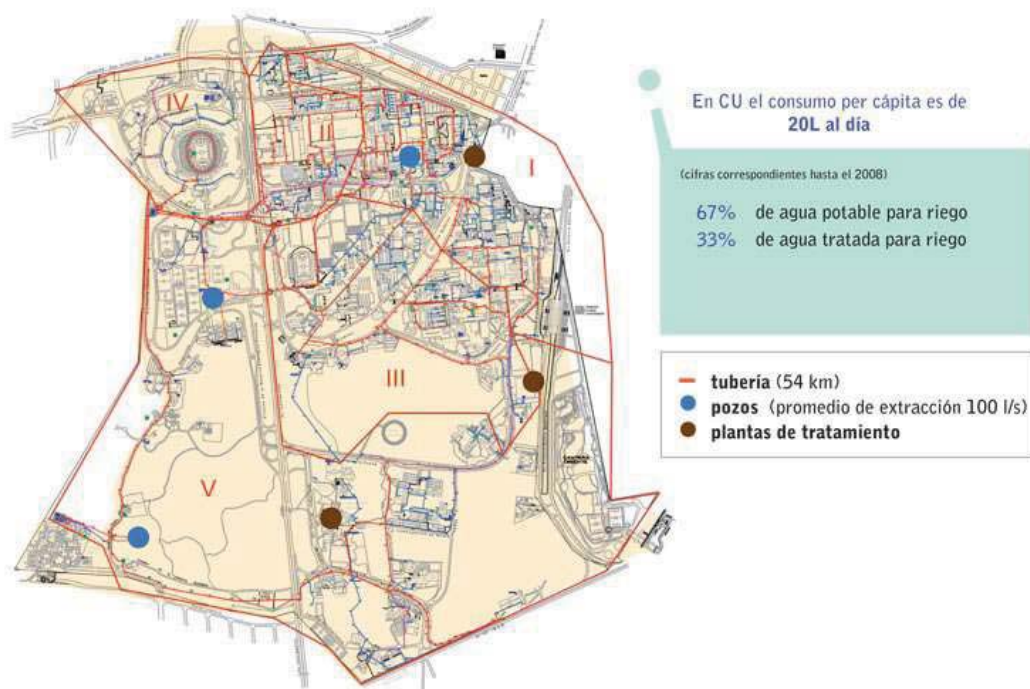 IV
II
I
III
V
En CU el consumo per cápita es de
20L al día
(cifras correspondientes hasta el 2008)
67% de agua potable para riego
33% de agua tratada para riego
tubería (54 km)
pozos (promedio de extracción 100 l/s)
plantas de tratamiento